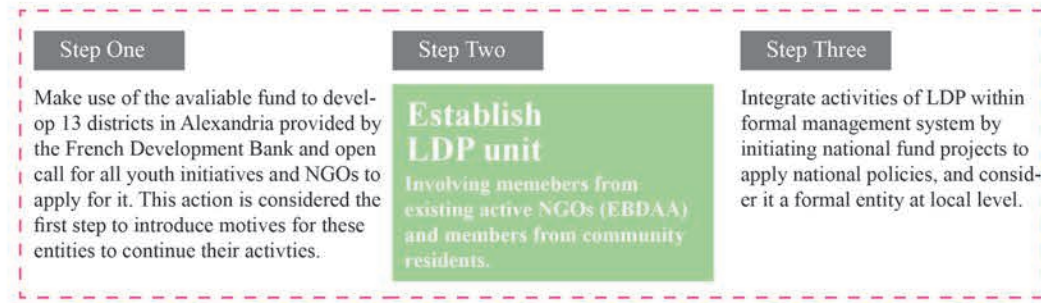 Step One
Make use of the avaliable fund to devel-
op 13 districts in Alexandria provided by
the French Development Bank and open
call for all youth initiatives and NGOs to
apply for it. This action is considered the
first step to introduce motives for these
entities to continue their activties.
Step Two
Establish
LDP unit
Involving memebers from
existing active NGOs (EBDAA)
and members from community
residents.
Step Three
Integrate activities of LDP within
formal management system by
initiating national fund projects to
apply national policies, and consid-
er it a formal entity at local level.